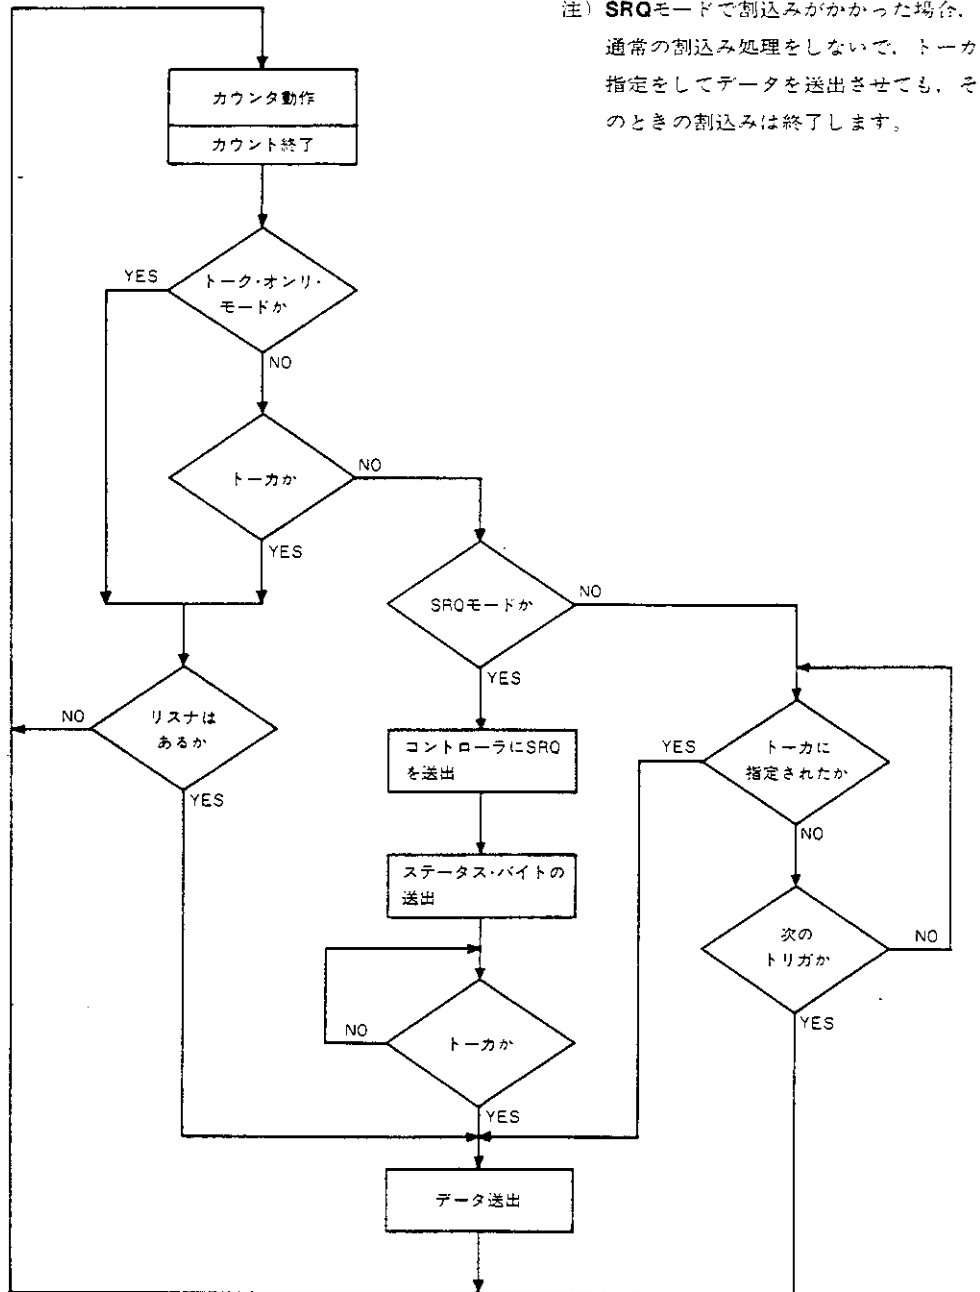 注）SRQモードで割込みがかかった場合，
通常の割込み処理をしないで，トーカ
指定をしてデータを送出させても，そ
のときの割込みは終了します。
カウンタ動作
カウント終了
トーク・オンリ・
モードか
YES
NO
トーカか
NO
YES
SRQモードか
NO
YES
リスナは
あるか
NO
YES
コントローラにSRQ
を送出
トーカに
指定されたか
YES
NO
ステータス・バイトの
送出
次の
トリガか
NO
YES
トーカか
NO
YES
データ送出